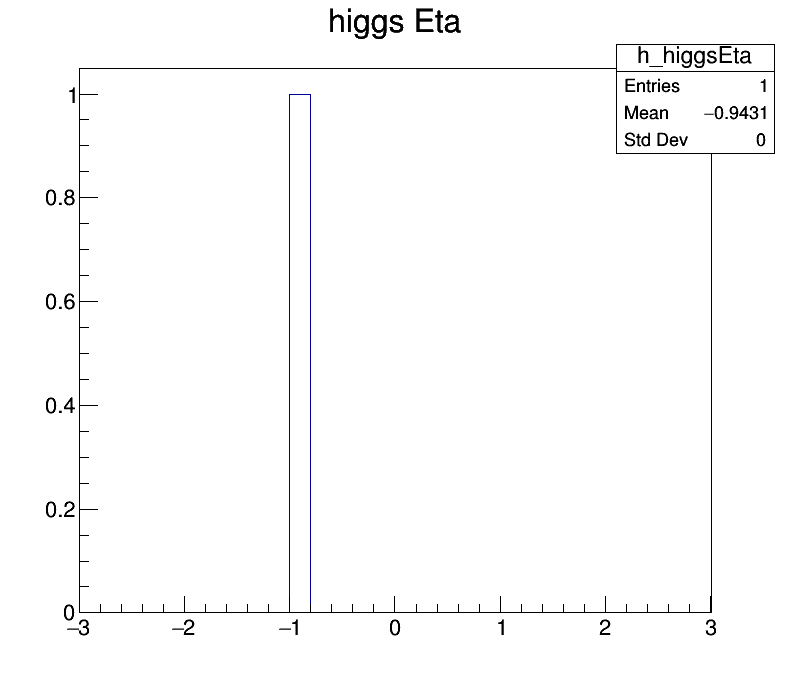 higgs Eta
h_higgsEta
Entries 1
Mean −0.9431
Std Dev 0
1
0.8
0.6
0.4
0.2
0
−3 −2 −1 0 1 2 3